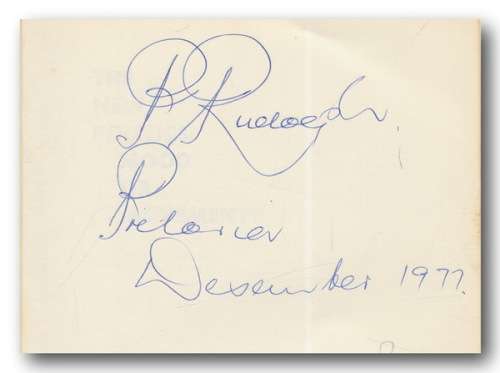 P Rudolph.
Pretoria
Desember 1977.